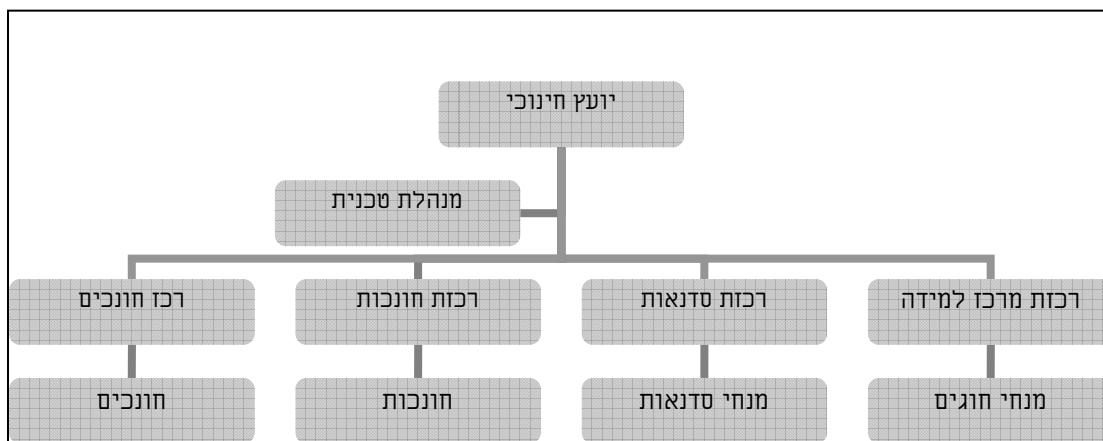 יועץ חינוכי
מנהלת טכנית
רכזת מרכז למידה
רכזת סדנאות
רכזת חונכות
רכז חונכים
מנחי חוגים
מנחי סדנאות
חונכות
חונכים